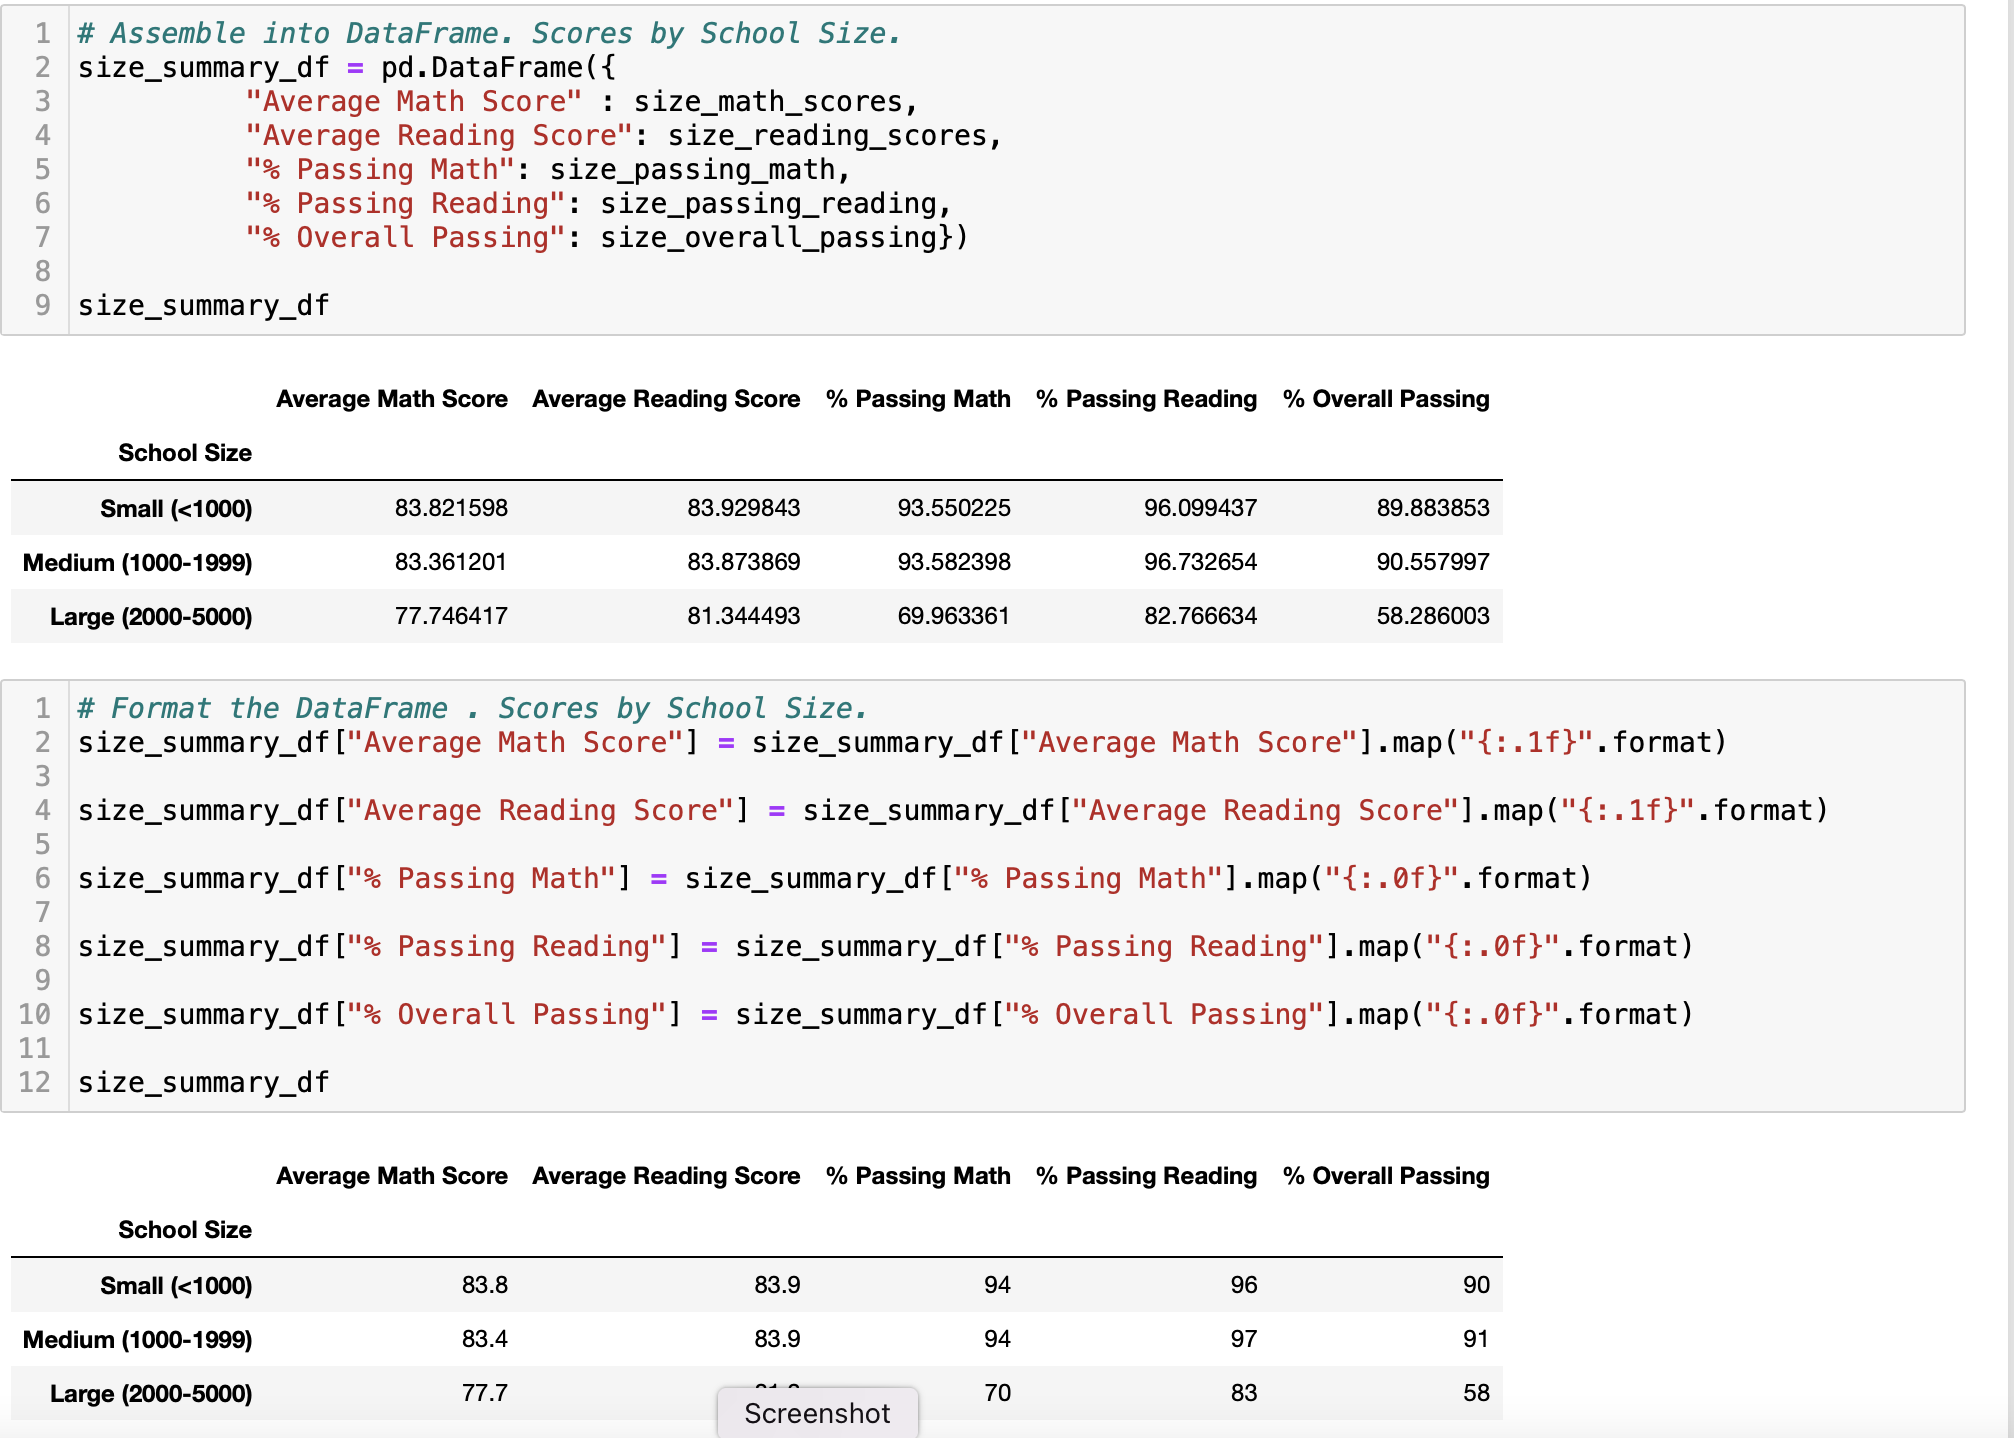 1 # Assemble into DataFrame. Scores by School Size.
2 size_summary_df = pd.DataFrame({
3 "Average Math Score" : size_math_scores,
4 "Average Reading Score": size_reading_scores,
5 "% Passing Math": size_passing_math,
6 "% Passing Reading": size_passing_reading,
7 "% Overall Passing": size_overall_passing})
8
9 size_summary_df
Average Math Score Average Reading Score % Passing Math % Passing Reading % Overall Passing
School Size
Small (<1000) 83.821598 83.929843 93.550225 96.099437 89.883853
Medium (1000-1999) 83.361201 83.873869 93.582398 96.732654 90.557997
Large (2000-5000) 77.746417 81.344493 69.963361 82.766634 58.286003
1 # Format the DataFrame . Scores by School Size.
2 size_summary_df["Average Math Score"] = size_summary_df["Average Math Score"].map("{:.1f}".format)
3
4 size_summary_df["Average Reading Score"] = size_summary_df["Average Reading Score"].map("{:.1f}".format)
5
6 size_summary_df["% Passing Math"] = size_summary_df["% Passing Math"].map("{:.0f}".format)
7
8 size_summary_df["% Passing Reading"] = size_summary_df["% Passing Reading"].map("{:.0f}".format)
9
10 size_summary_df["% Overall Passing"] = size_summary_df["% Overall Passing"].map("{:.0f}".format)
11
12 size_summary_df
Average Math Score Average Reading Score % Passing Math % Passing Reading % Overall Passing
School Size
Small (<1000) 83.8 83.9 94 96 90
Medium (1000-1999) 83.4 83.9 94 97 91
Large (2000-5000) 77.7 70 83 58
Screenshot